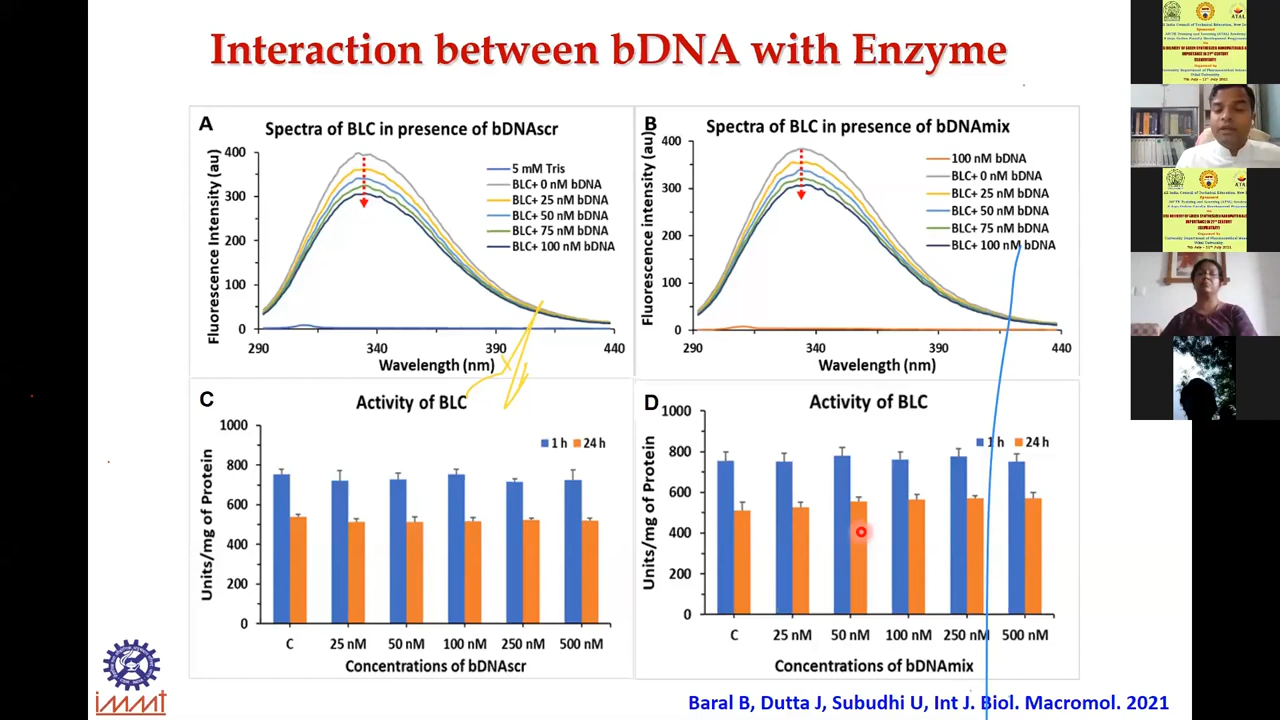 Interaction between bDNA with Enzyme
A
Spectra of BLC in presence of bDNAscr
Fluorescence Intensity (au)
400
300
200
100
0
5 mM Tris
BLC+ 0 nM bDNA
BLC+ 25 nM bDNA
BLC+ 50 nM bDNA
BLC+ 75 nM bDNA
BLC+ 100 nM bDNA
290 340 390 440
Wavelength (nm)
B
Spectra of BLC in presence of bDNAmix
Fluorescence intensity (au)
400
300
200
100
0
100 nM bDNA
BLC+ 0 nM bDNA
BLC+ 25 nM bDNA
BLC+ 50 nM bDNA
BLC+ 75 nM bDNA
BLC+ 100 nM bDNA
290 340 390 440
Wavelength (nm)
C
Activity of BLC
Units/mg of Protein
1000
800
600
400
200
0
1 h 24 h
C 25 nM 50 nM 100 nM 250 nM 500 nM
Concentrations of bDNAscr
D
Activity of BLC
Units/mg of Protein
1000
800
600
400
200
0
1 h 24 h
C 25 nM 50 nM 100 nM 250 nM 500 nM
Concentrations of bDNAmix
immt
Baral B, Dutta J, Subudhi U, Int J. Biol. Macromol. 2021
ATAL
ATAL